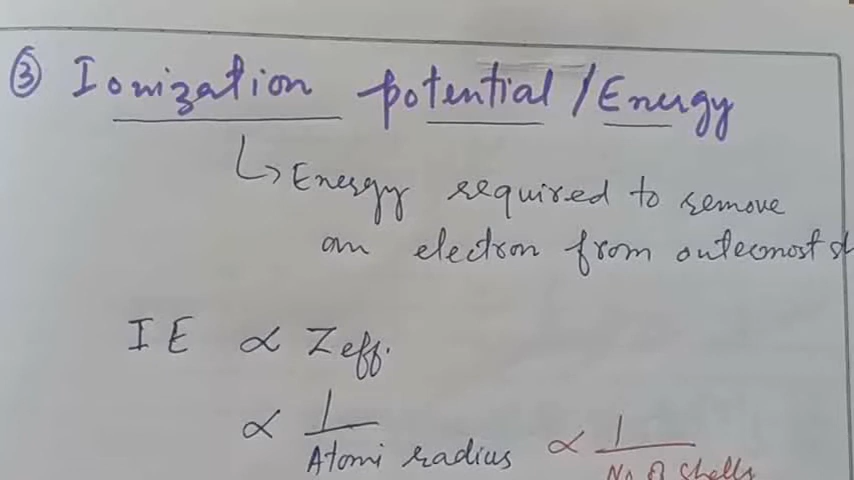 ③ Ionization potential / Energy
↳ Energy required to remove
an electron from outermost
IE ∝ Zeff.
∝ 1/Atomi radius ∝ 1/No of shells